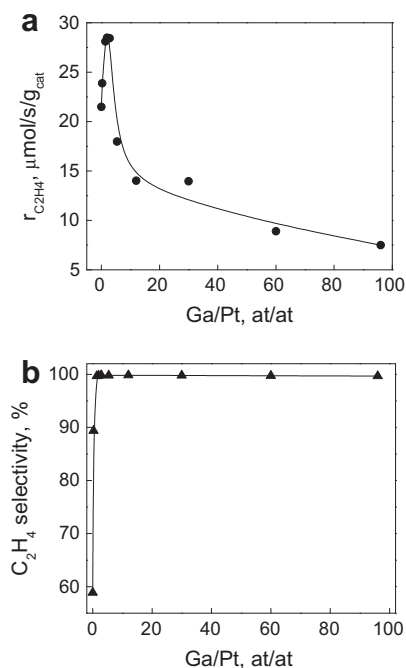 a
30
25
20
15
10
5
r_C2H4, μmol/s/g_cat
0 20 40 60 80 100
Ga/Pt, at/at
b
100
90
80
70
60
C₂H₄ selectivity, %
0 20 40 60 80 100
Ga/Pt, at/at